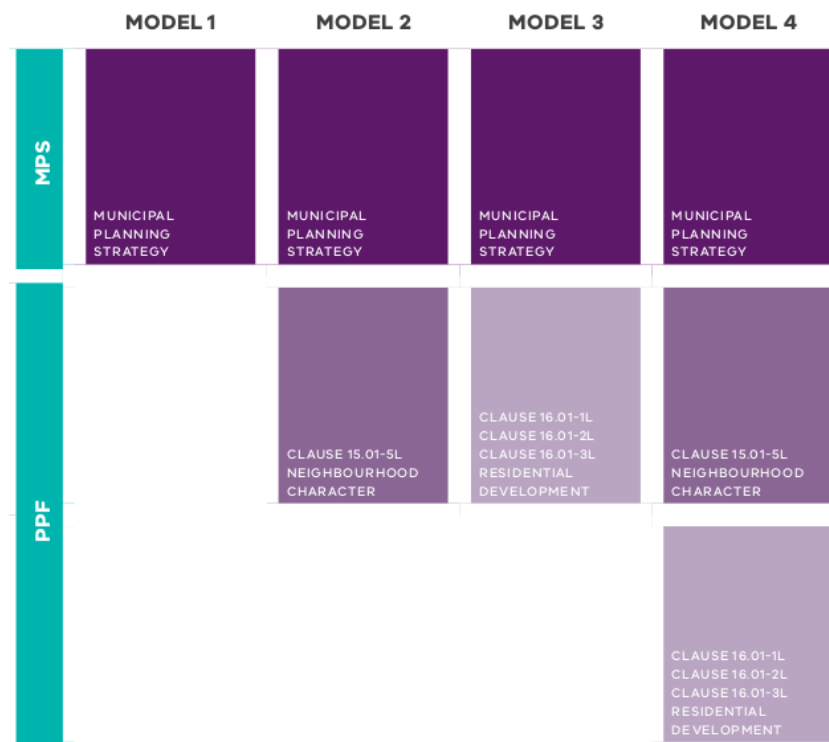 MODEL 1
MODEL 2
MODEL 3
MODEL 4
MPS
MUNICIPAL
PLANNING
STRATEGY
MUNICIPAL
PLANNING
STRATEGY
MUNICIPAL
PLANNING
STRATEGY
MUNICIPAL
PLANNING
STRATEGY
PPF
CLAUSE 15.01-5L
NEIGHBOURHOOD
CHARACTER
CLAUSE 16.01-1L
CLAUSE 16.01-2L
CLAUSE 16.01-3L
RESIDENTIAL
DEVELOPMENT
CLAUSE 15.01-5L
NEIGHBOURHOOD
CHARACTER
CLAUSE 16.01-1L
CLAUSE 16.01-2L
CLAUSE 16.01-3L
RESIDENTIAL
DEVELOPMENT